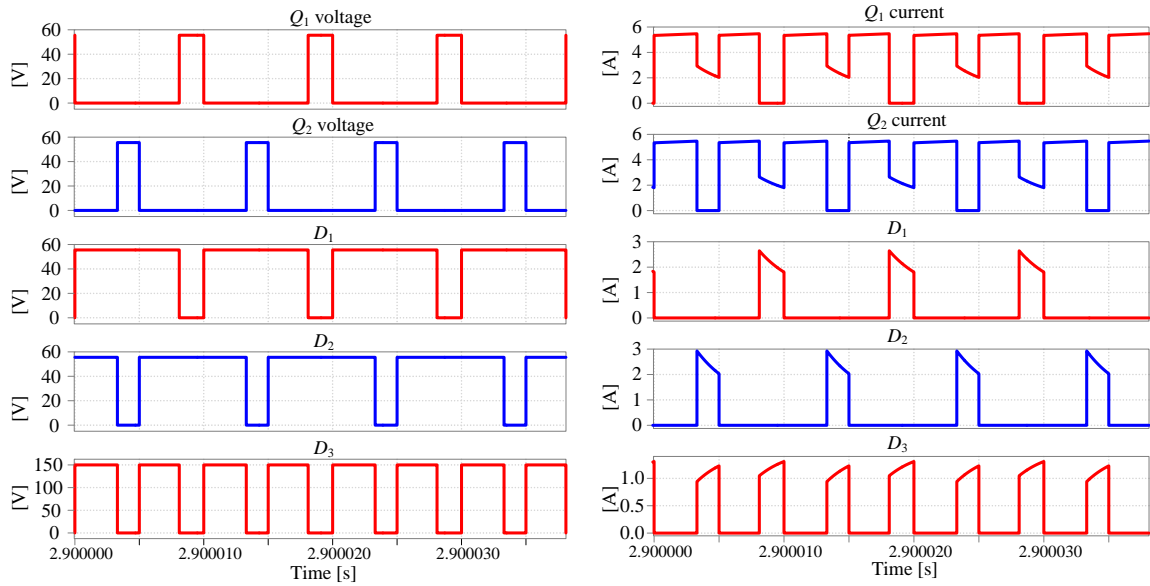 Q1 voltage
60
40
20
0
[V]
Q2 voltage
60
40
20
0
[V]
D1
60
40
20
0
[V]
D2
60
40
20
0
[V]
D3
150
100
50
0
[V]
2.900000 2.900010 2.900020 2.900030
Time [s]
Q1 current
6
4
2
0
[A]
Q2 current
6
4
2
0
[A]
D1
3
2
1
0
[A]
D2
3
2
1
0
[A]
D3
1.0
0.5
0.0
[A]
2.900000 2.900010 2.900020 2.900030
Time [s]